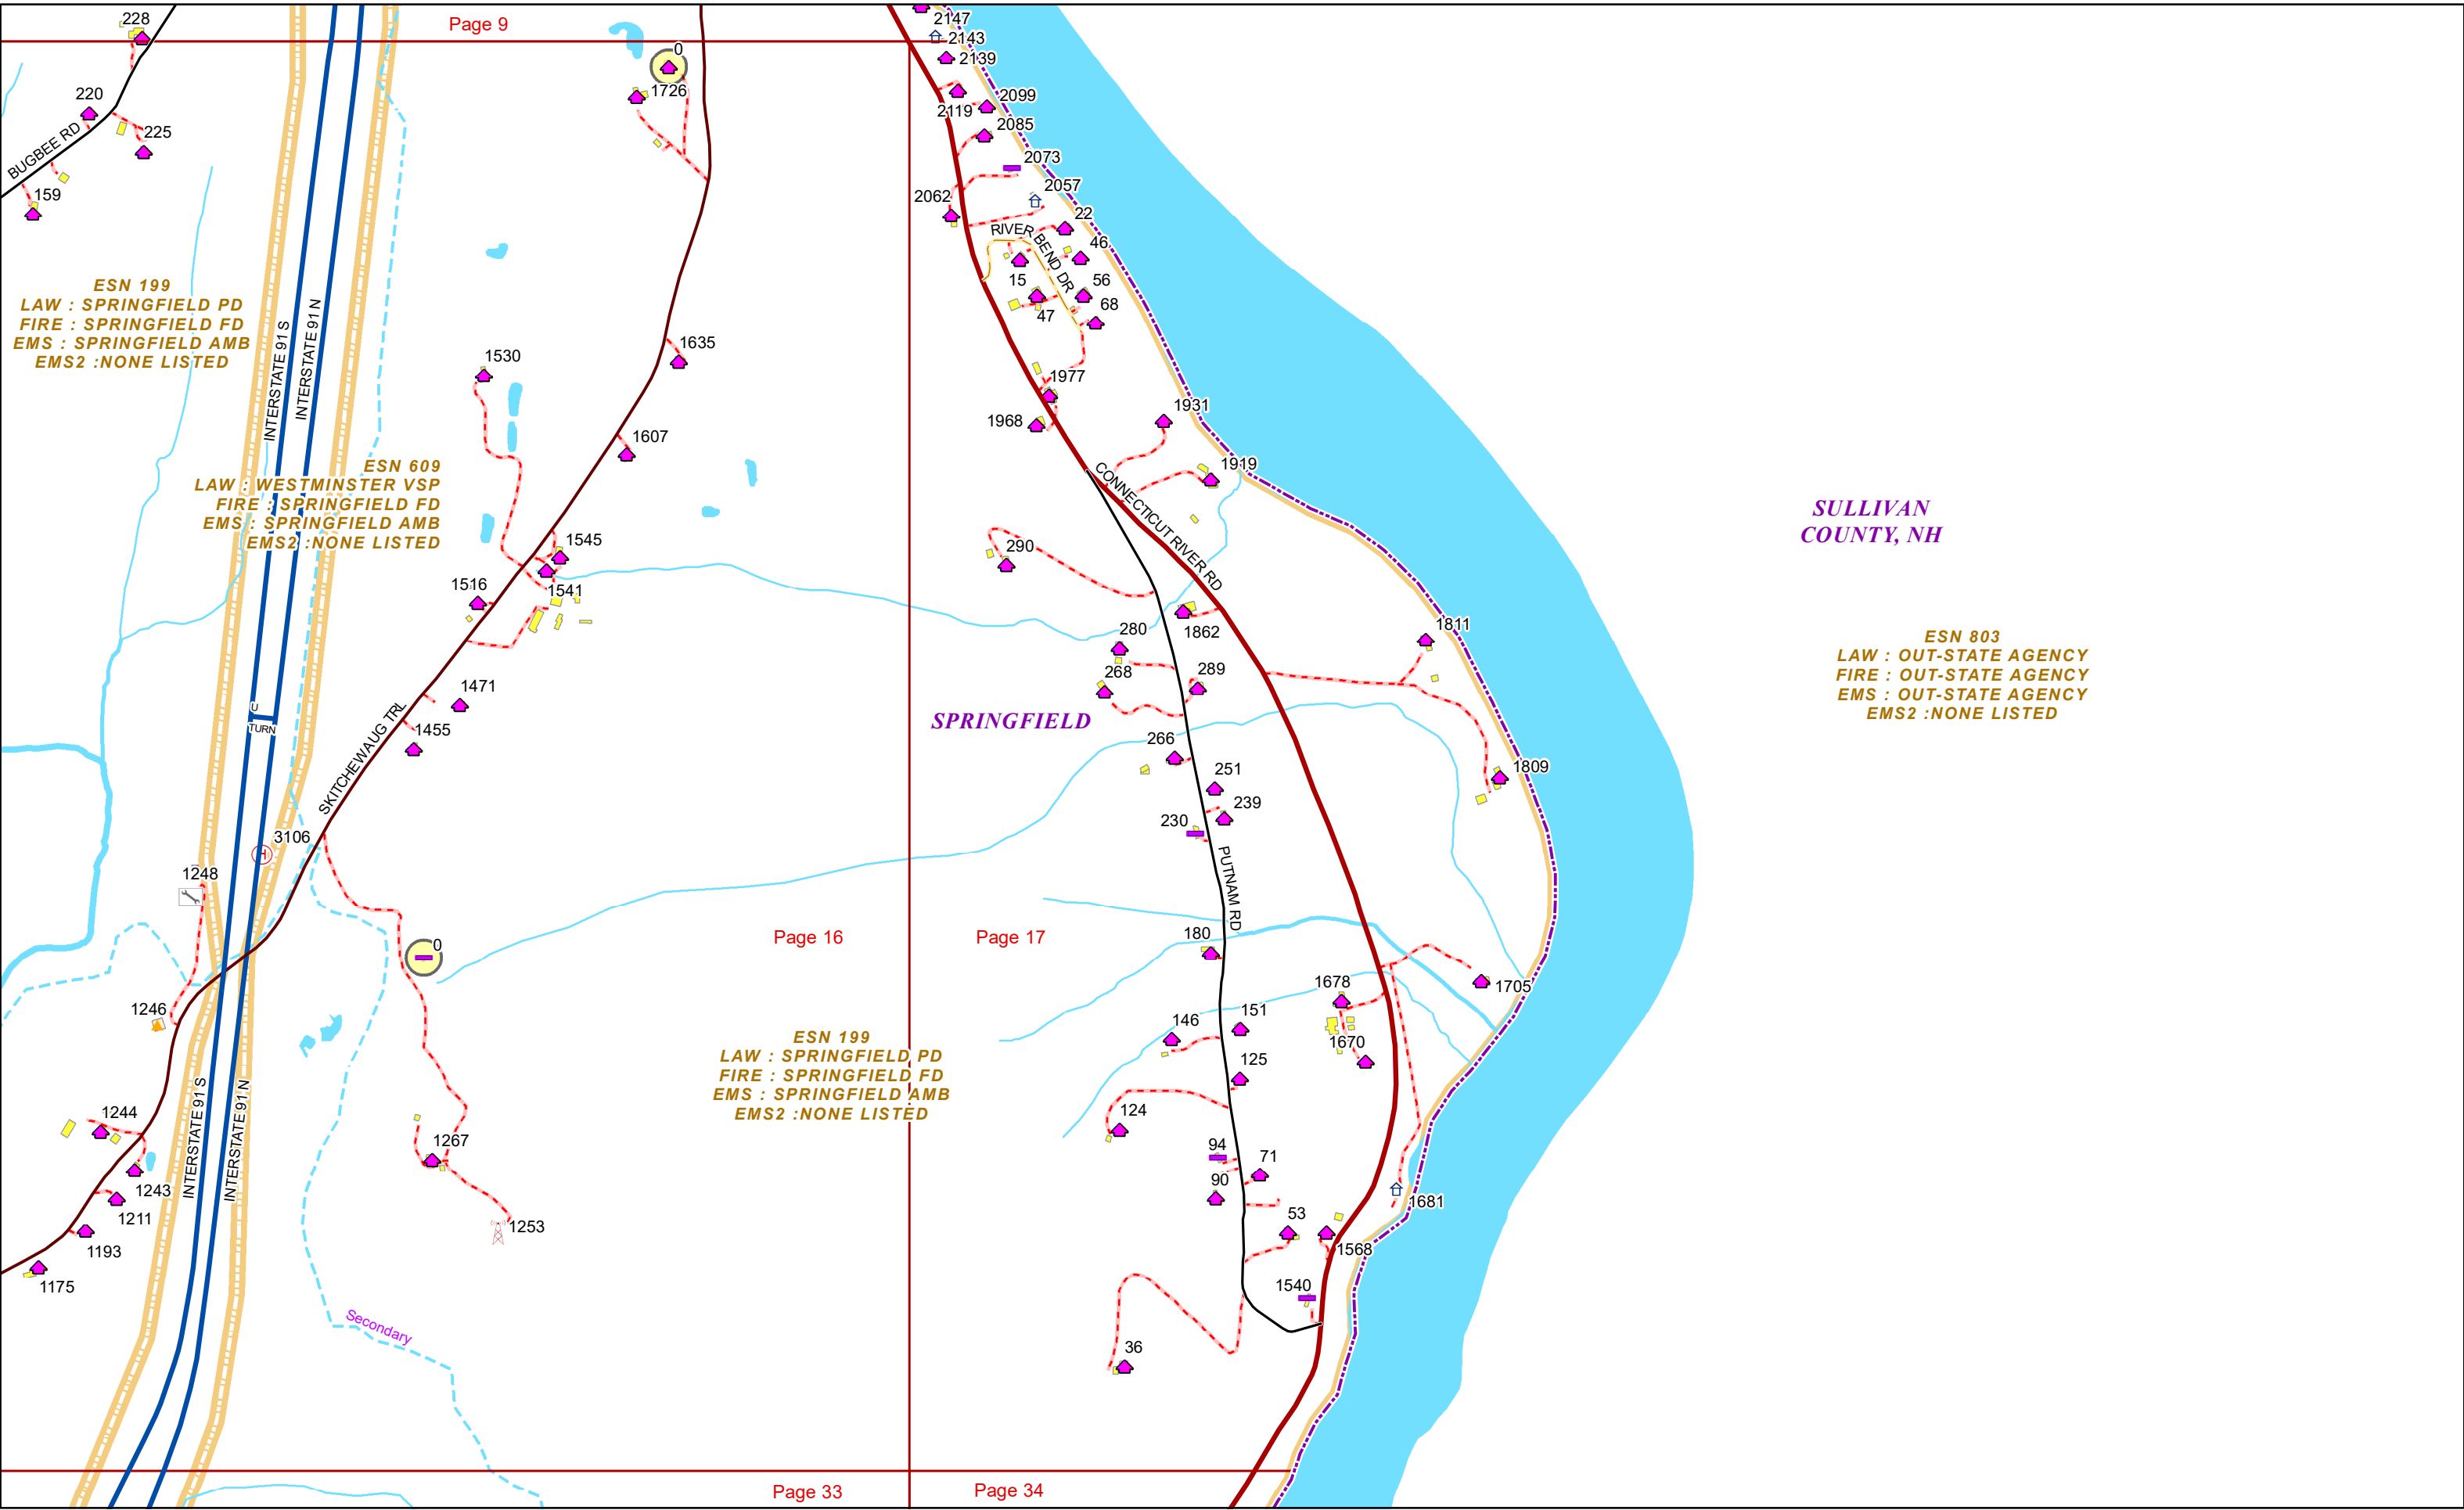 228
Page 9
0
1726
220
225
BUGBEE RD
159
2147
2143
2139
2099
2119
2085
2073
2062
2057
22
RIVER BEND DR
46
15
56
68
47
ESN 199
LAW : SPRINGFIELD PD
FIRE : SPRINGFIELD FD
EMS : SPRINGFIELD AMB
EMS2 :NONE LISTED
INTERSTATE 91 S
INTERSTATE 91 N
1635
1530
1607
1977
1968
1931
1919
CONNECTICUT RIVER RD
ESN 609
LAW : WESTMINSTER VSP
FIRE : SPRINGFIELD FD
EMS : SPRINGFIELD AMB
EMS2 :NONE LISTED
SULLIVAN
COUNTY, NH
1545
1541
1516
290
280
1862
1811
268
289
ESN 803
LAW : OUT-STATE AGENCY
FIRE : OUT-STATE AGENCY
EMS : OUT-STATE AGENCY
EMS2 :NONE LISTED
1471
1455
SKITCHEWAUG TRL
U
TURN
SPRINGFIELD
266
251
239
230
1809
PUTNAM RD
3106
H
1248
0
Page 16
Page 17
180
1246
1678
1705
146
151
1670
125
ESN 199
LAW : SPRINGFIELD PD
FIRE : SPRINGFIELD FD
EMS : SPRINGFIELD AMB
EMS2 :NONE LISTED
124
1244
INTERSTATE 91 S
INTERSTATE 91 N
1267
94
71
90
1243
1211
1253
1681
53
1193
1568
1175
1540
Secondary
36
Page 33
Page 34